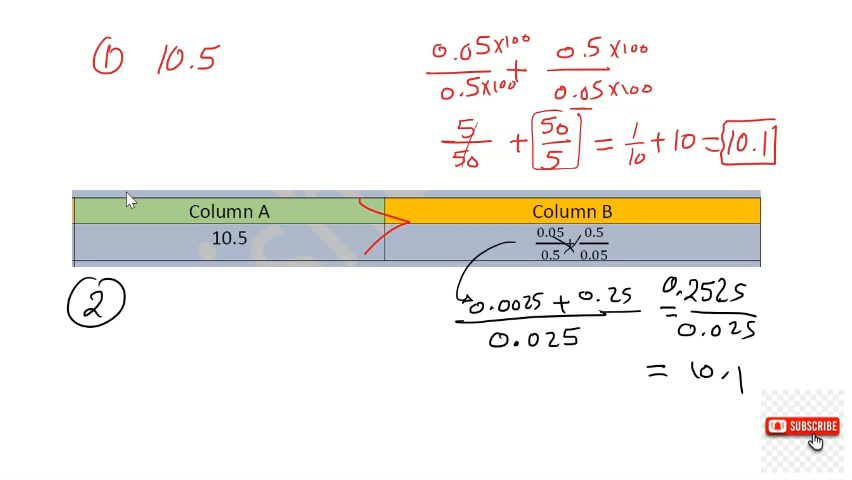 ① 10.5
0.05×100 / 0.5×100 + 0.5×100 / 0.05×100
5/50 + 50/5 = 1/10 + 10 = 10.1
Column A > Column B
10.5
0.05/0.5 + 0.5/0.05
②
0.0025 + 0.25 / 0.025 = 0.2525 / 0.025
= 10.1
SUBSCRIBE